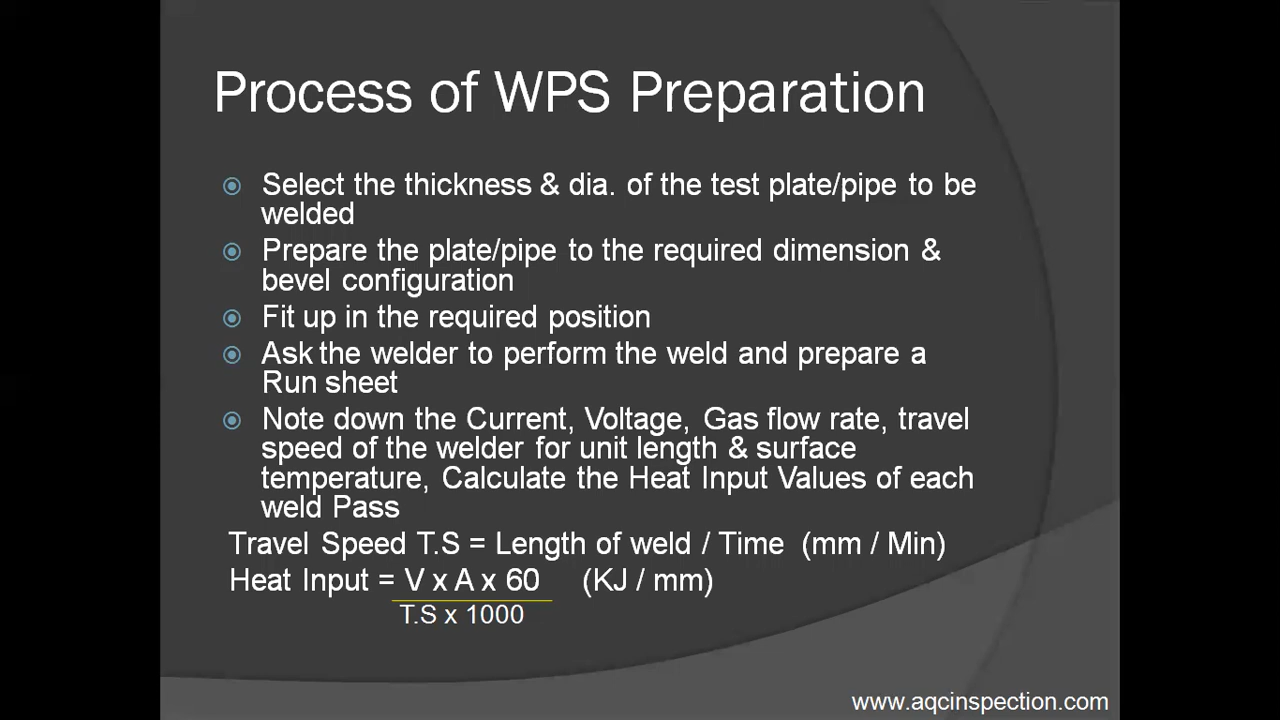 Process of WPS Preparation
Select the thickness & dia. of the test plate/pipe to be
welded
Prepare the plate/pipe to the required dimension &
bevel configuration
Fit up in the required position
Ask the welder to perform the weld and prepare a
Run sheet
Note down the Current, Voltage, Gas flow rate, travel
speed of the welder for unit length & surface
temperature, Calculate the Heat Input Values of each
weld Pass
Travel Speed T.S = Length of weld / Time (mm / Min)
Heat Input = V x A x 60 (KJ / mm)
T.S x 1000
www.aqcinspection.com